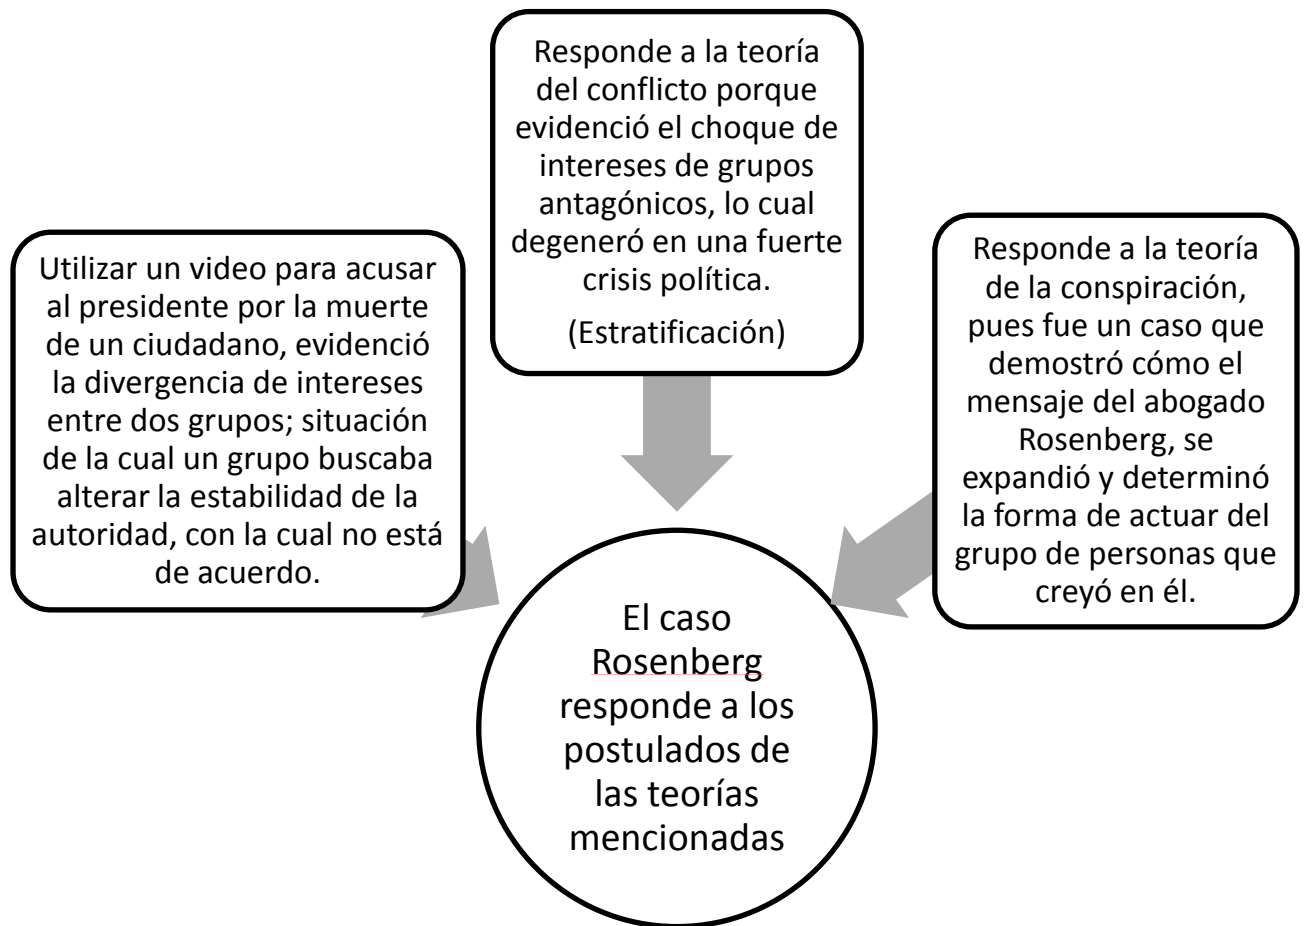 Responde a la teoría
del conflicto porque
evidenció el choque de
intereses de grupos
antagónicos, lo cual
degeneró en una fuerte
crisis política.
(Estratificación)
Utilizar un video para acusar
al presidente por la muerte
de un ciudadano, evidenció
la divergencia de intereses
entre dos grupos; situación
de la cual un grupo buscaba
alterar la estabilidad de la
autoridad, con la cual no está
de acuerdo.
Responde a la teoría
de la conspiración,
pues fue un caso que
demostró cómo el
mensaje del abogado
Rosenberg, se
expandió y determinó
la forma de actuar del
grupo de personas que
creyó en él.
El caso
Rosenberg
responde a los
postulados de
las teorías
mencionadas